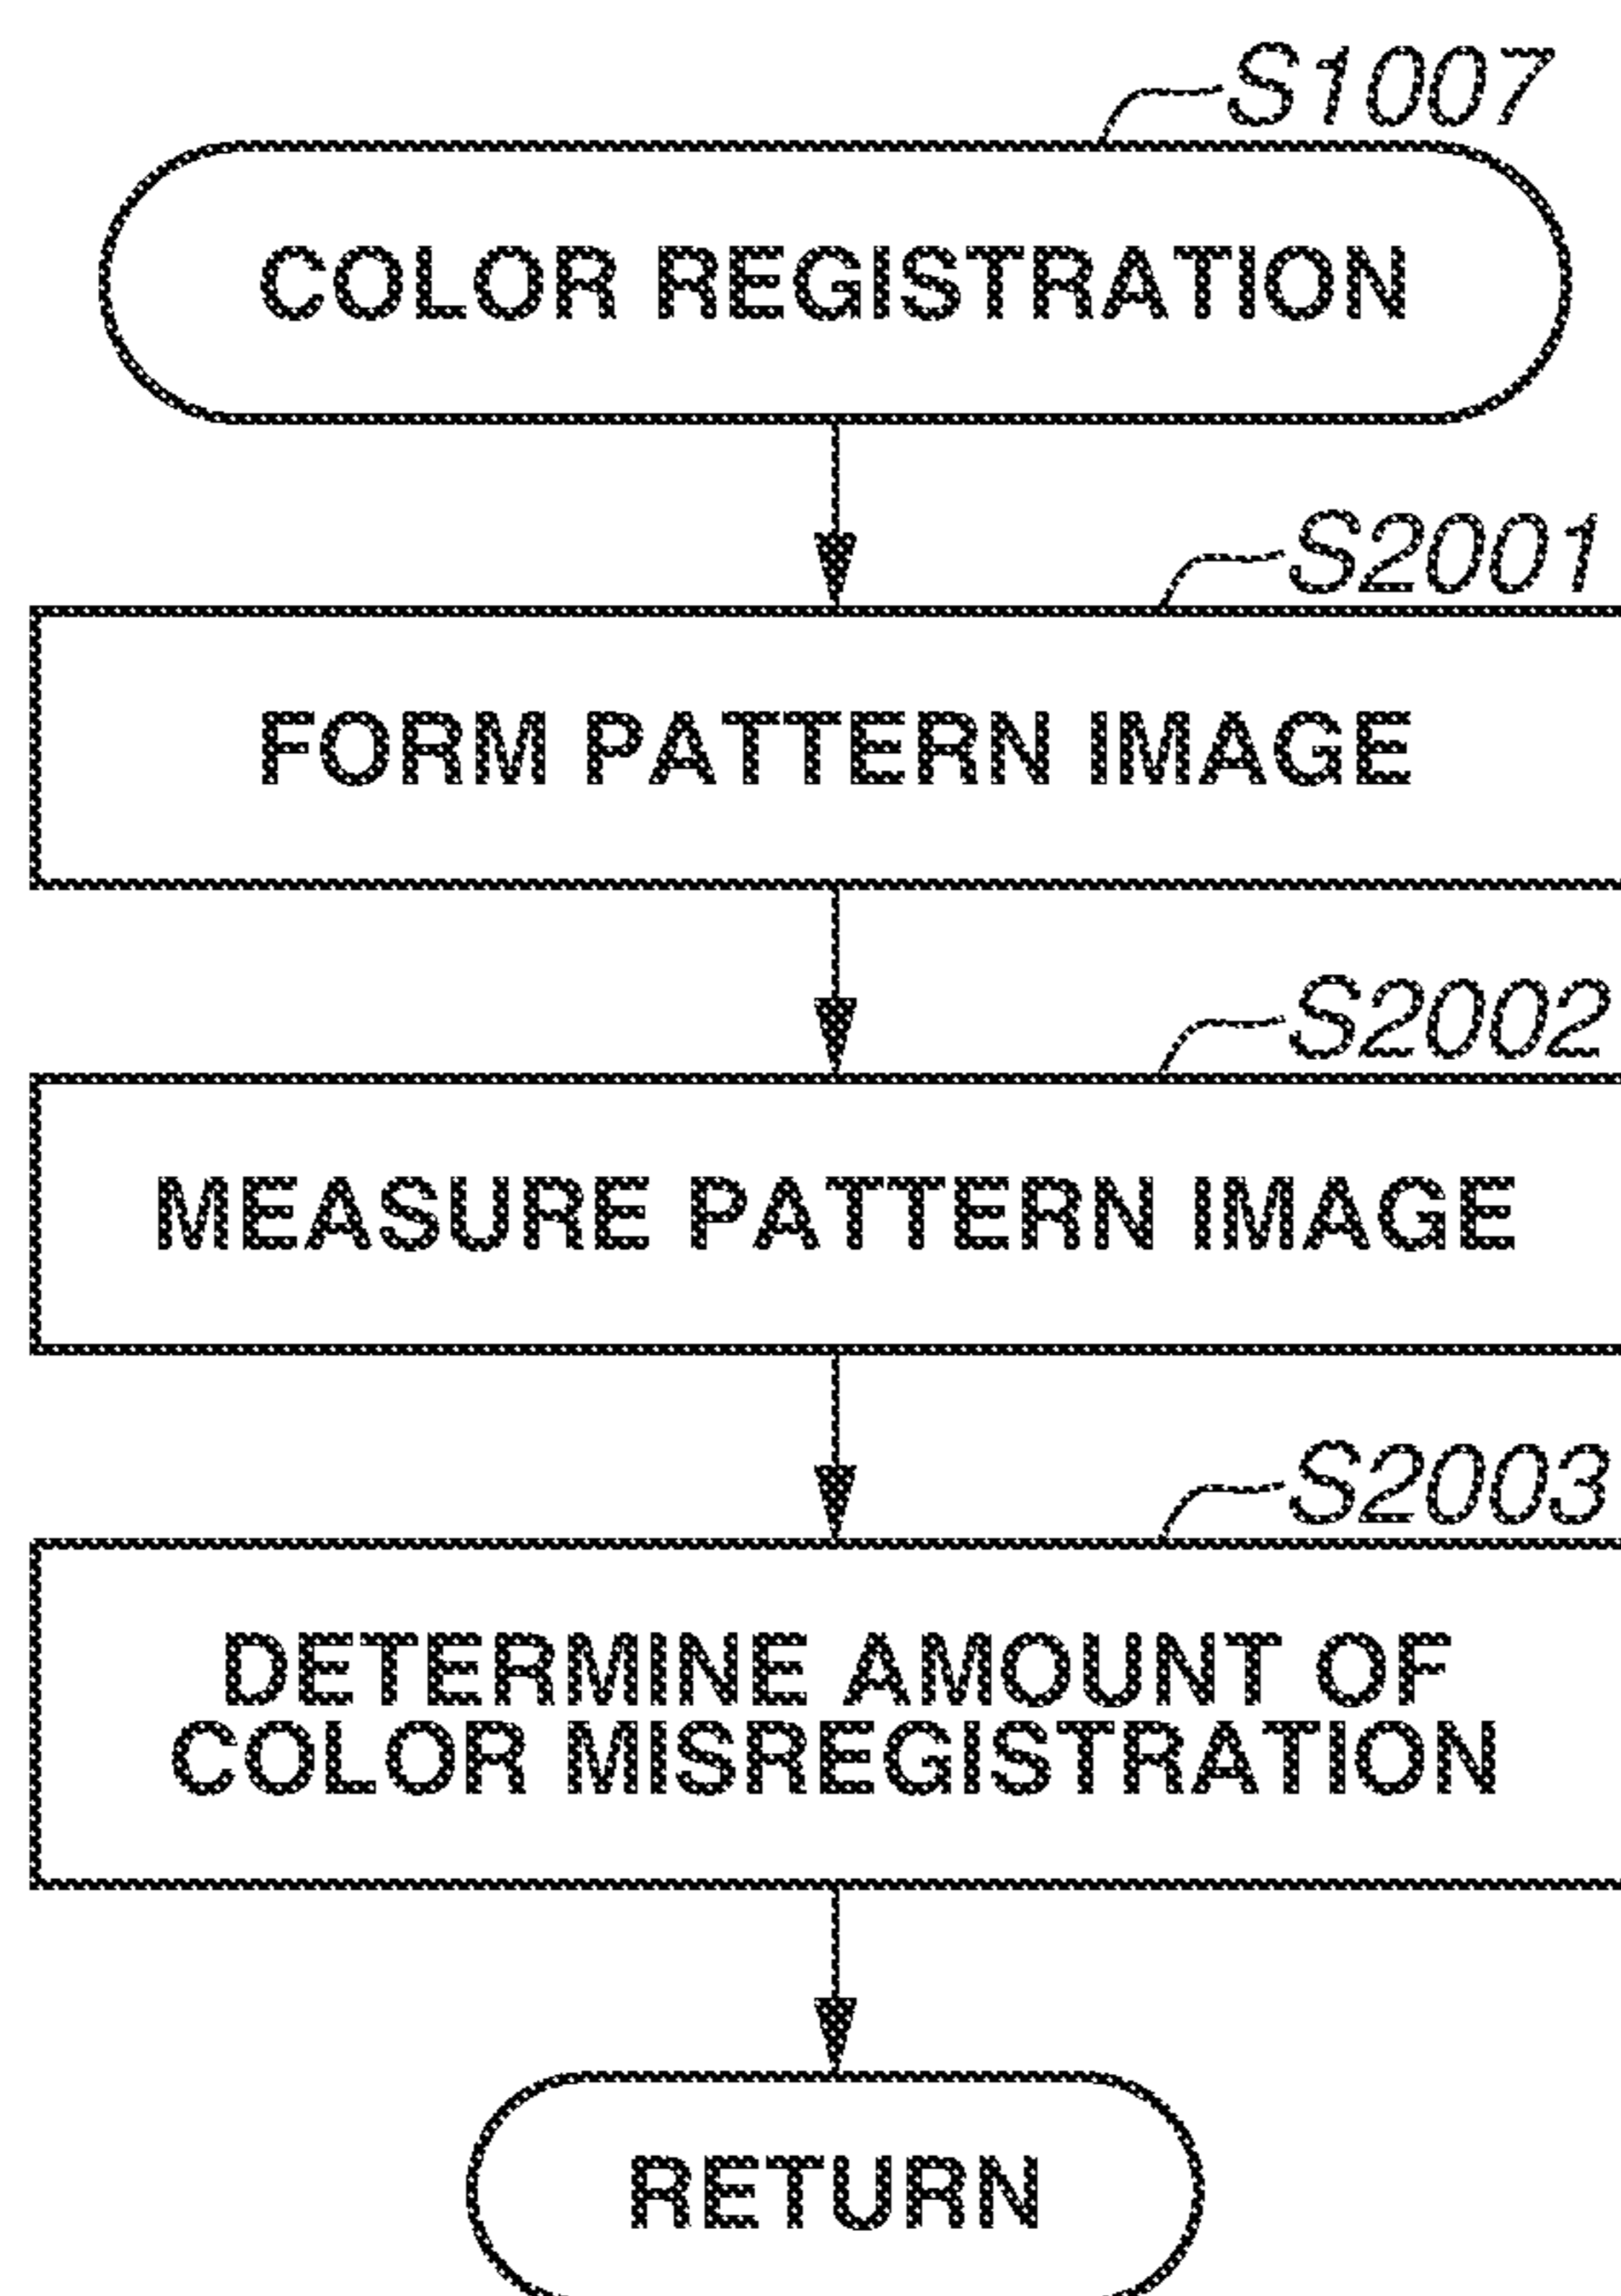 S1007
COLOR REGISTRATION
S2001
FORM PATTERN IMAGE
S2002
MEASURE PATTERN IMAGE
S2003
DETERMINE AMOUNT OF
COLOR MISREGISTRATION
RETURN